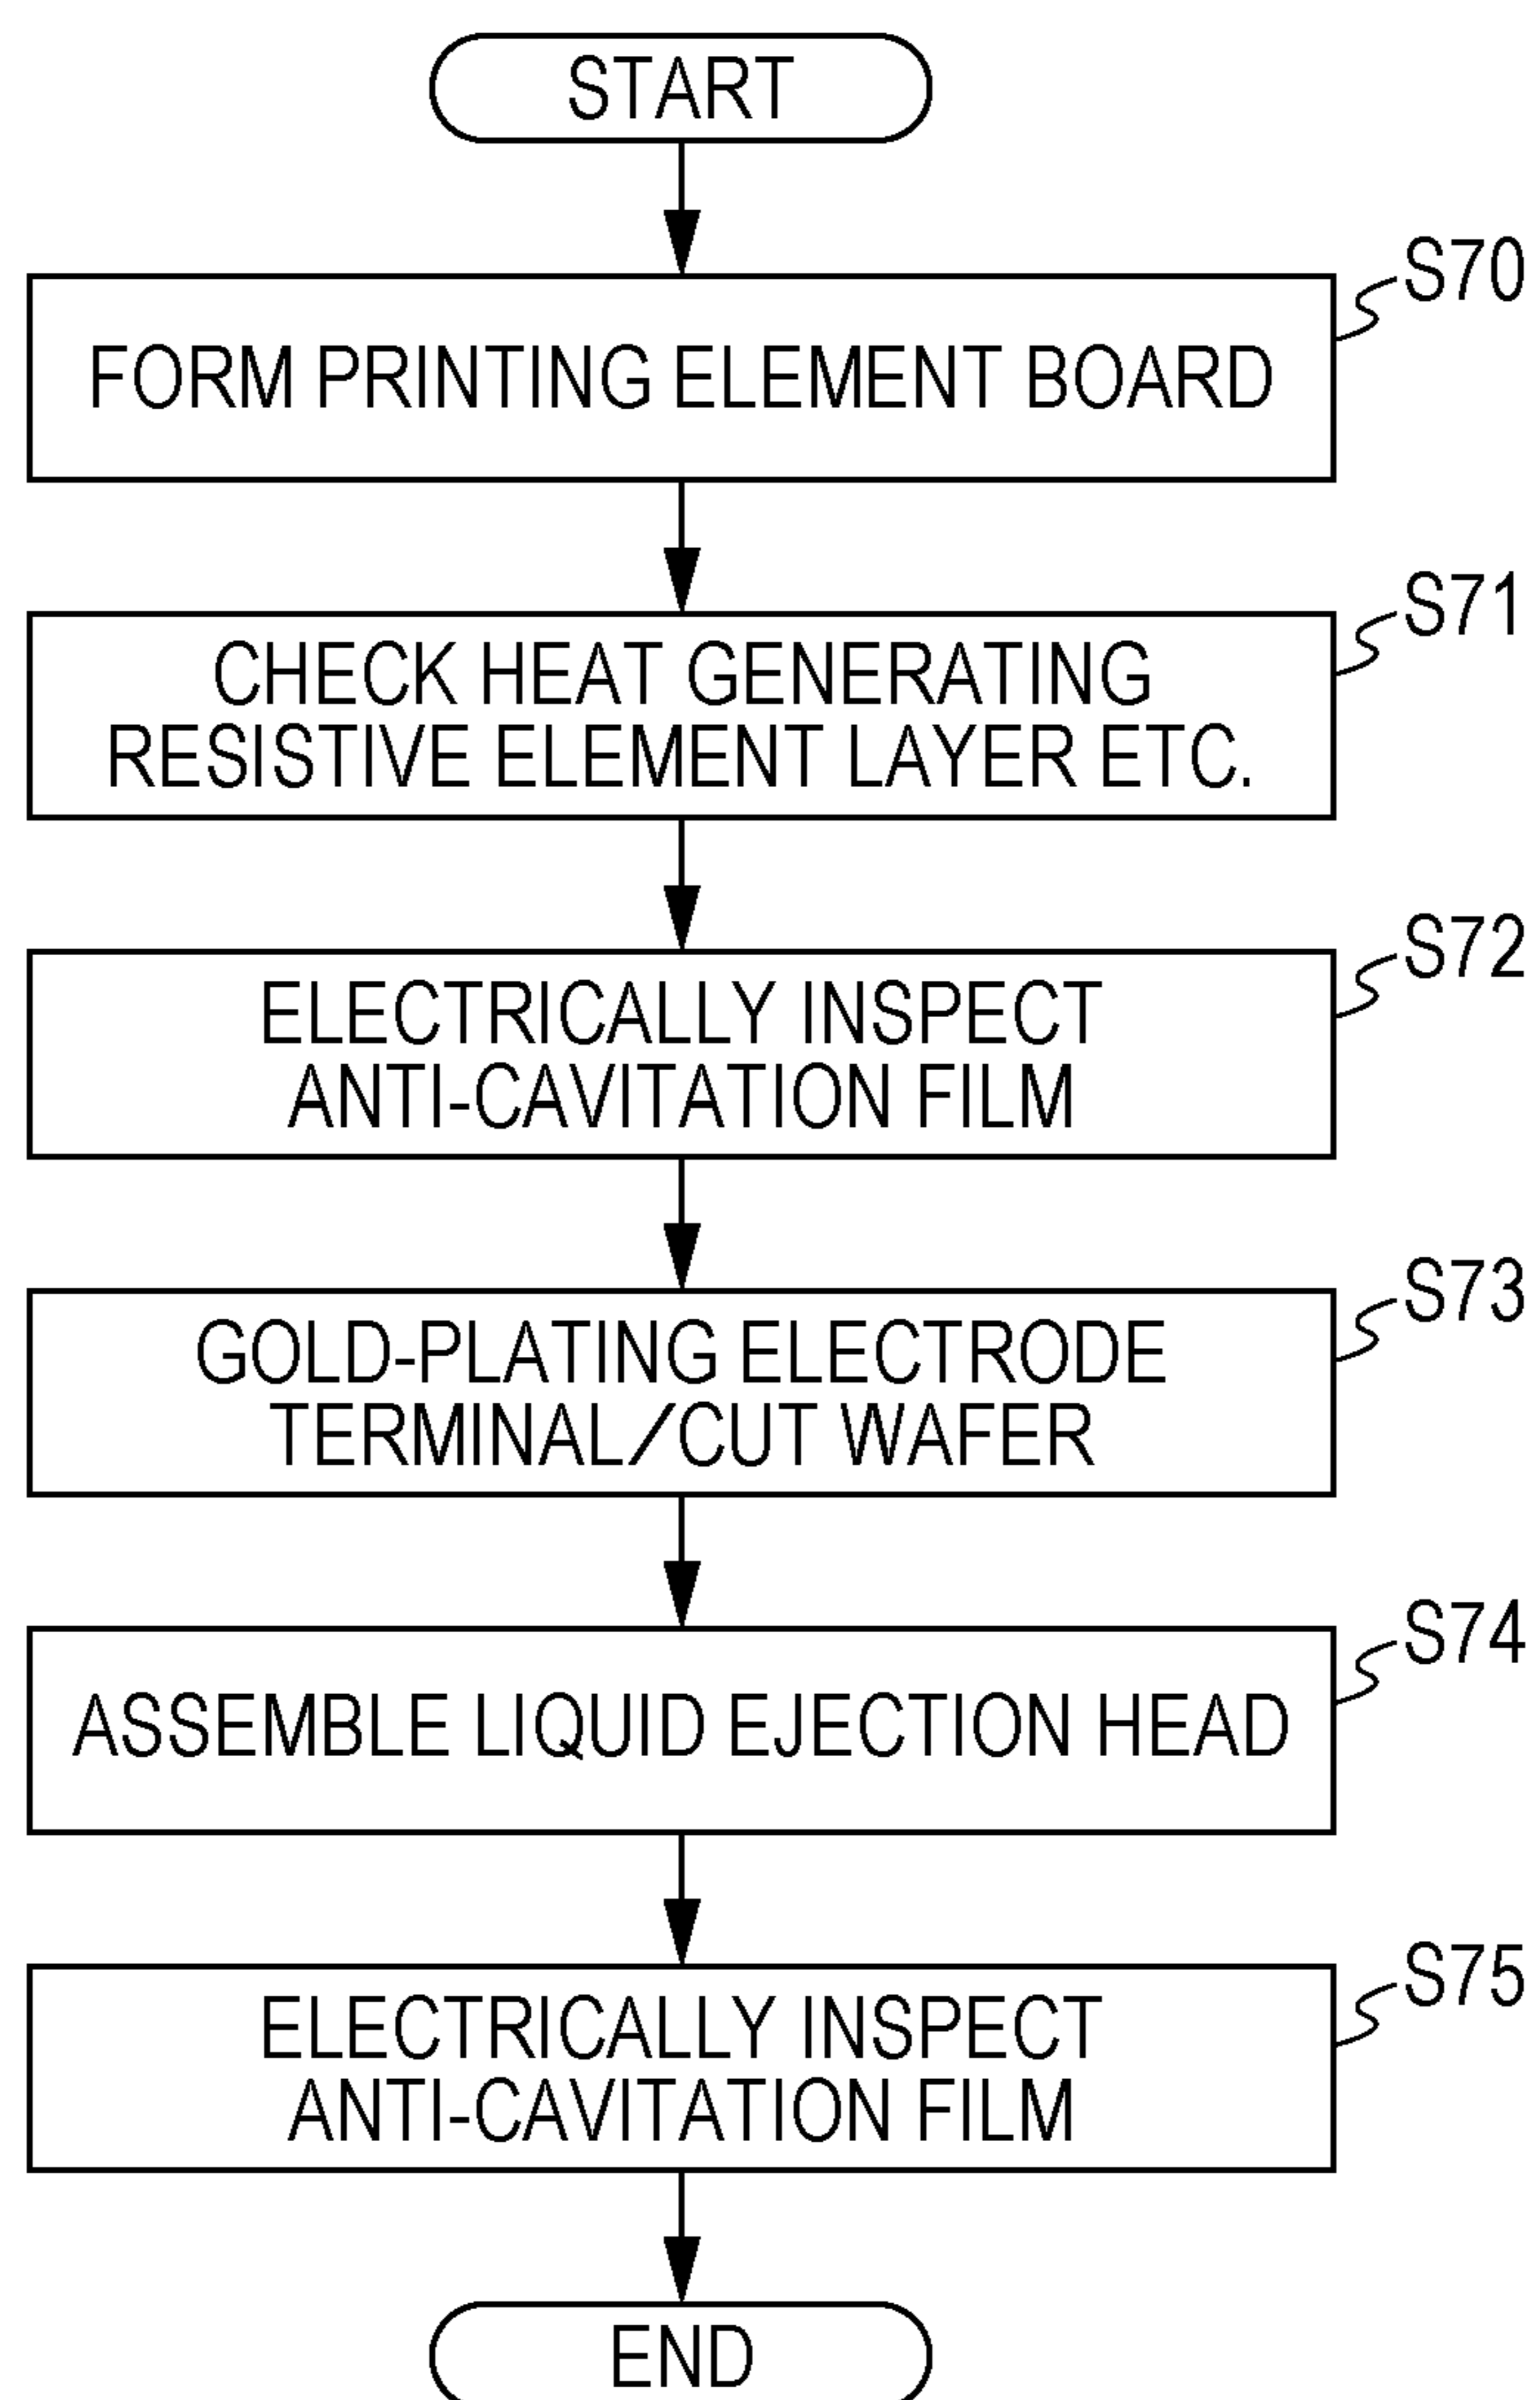 START
S70
FORM PRINTING ELEMENT BOARD
S71
CHECK HEAT GENERATING
RESISTIVE ELEMENT LAYER ETC.
S72
ELECTRICALLY INSPECT
ANTI-CAVITATION FILM
S73
GOLD-PLATING ELECTRODE
TERMINAL/CUT WAFER
S74
ASSEMBLE LIQUID EJECTION HEAD
S75
ELECTRICALLY INSPECT
ANTI-CAVITATION FILM
END